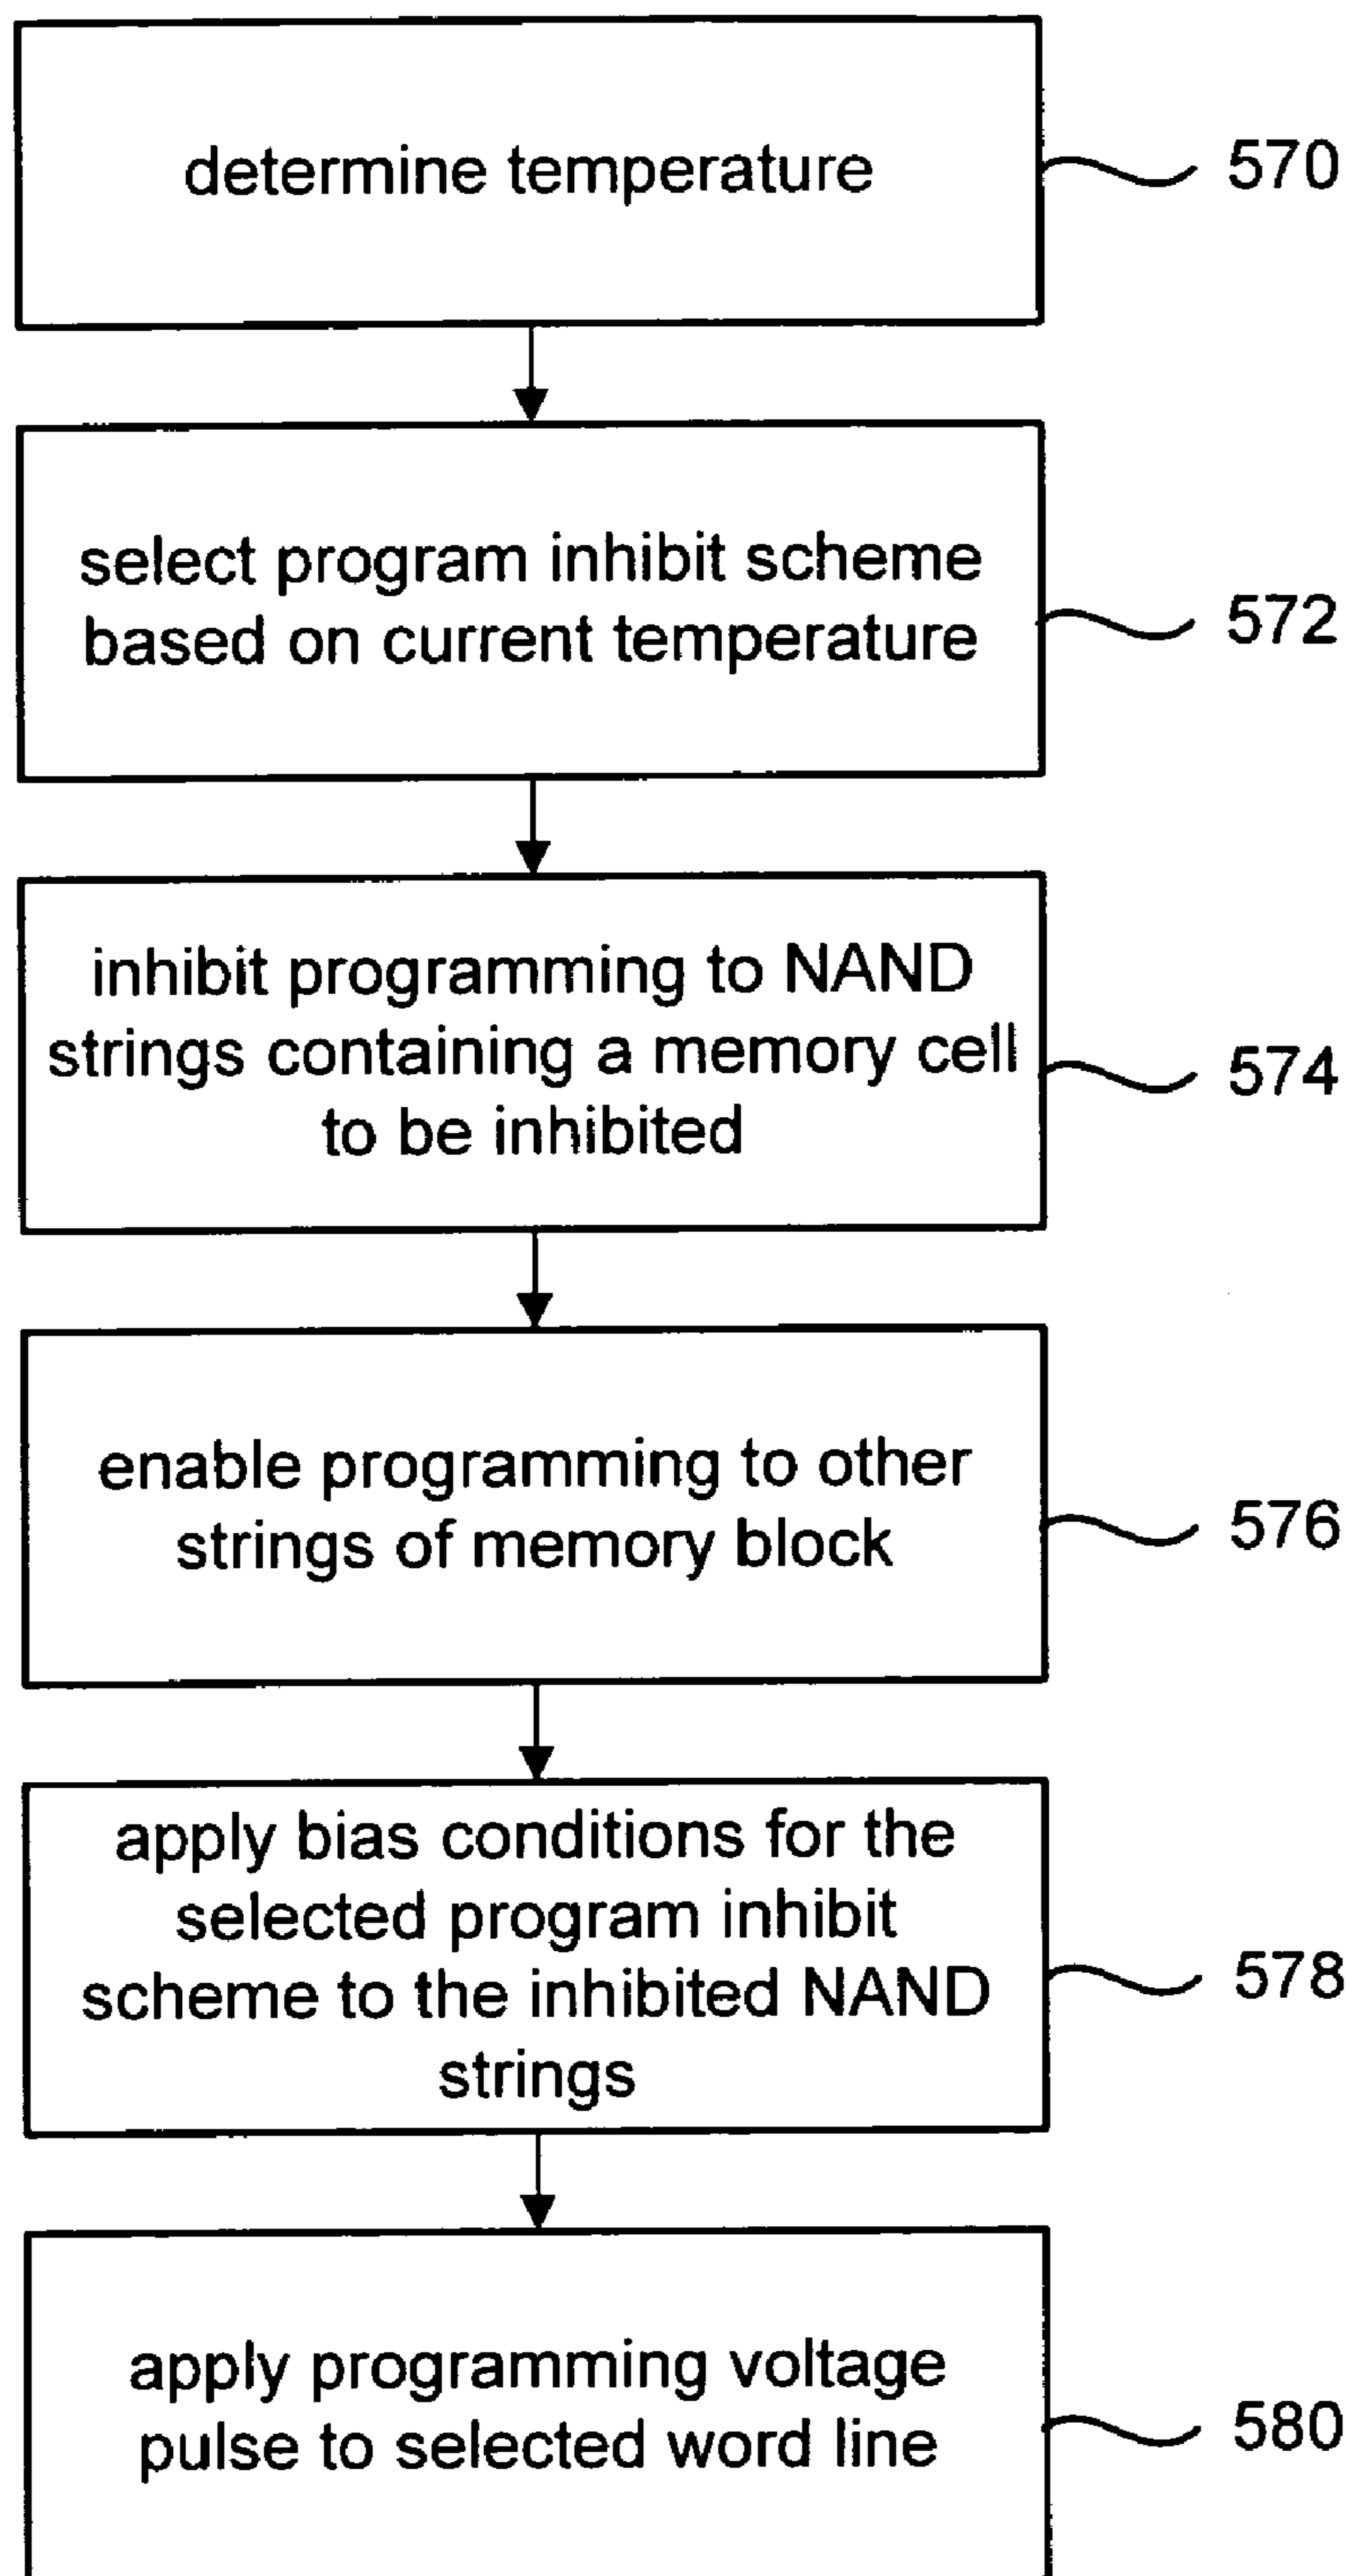 determine temperature
570
select program inhibit scheme
based on current temperature
572
inhibit programming to NAND
strings containing a memory cell
to be inhibited
574
enable programming to other
strings of memory block
576
apply bias conditions for the
selected program inhibit
scheme to the inhibited NAND
strings
578
apply programming voltage
pulse to selected word line
580